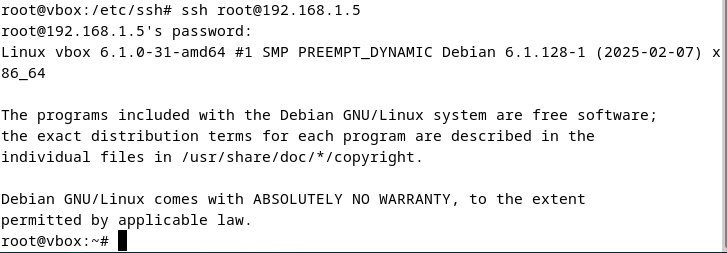 root@vbox:/etc/ssh# ssh root@192.168.1.5
root@192.168.1.5's password:
Linux vbox 6.1.0-31-amd64 #1 SMP PREEMPT_DYNAMIC Debian 6.1.128-1 (2025-02-07) x
86_64

The programs included with the Debian GNU/Linux system are free software;
the exact distribution terms for each program are described in the
individual files in /usr/share/doc/*/copyright.

Debian GNU/Linux comes with ABSOLUTELY NO WARRANTY, to the extent
permitted by applicable law.
root@vbox:~#